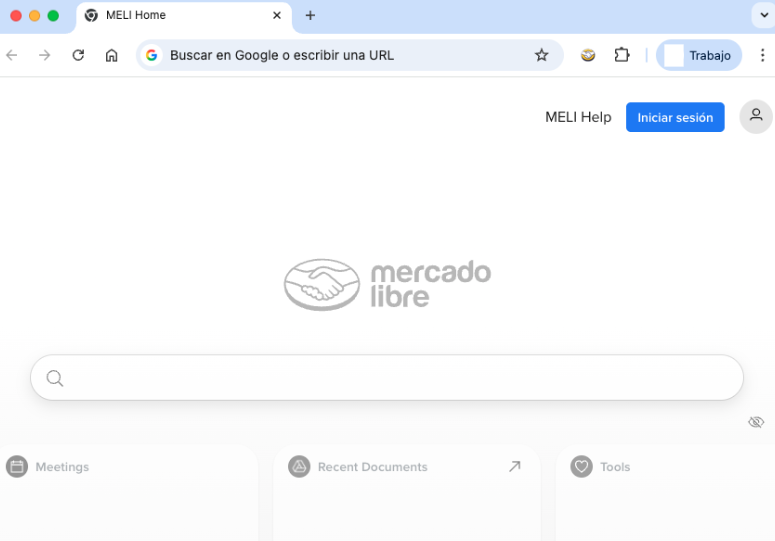 MELI Home
Buscar en Google o escribir una URL
Trabajo
MELI Help
Iniciar sesión
mercado
libre
Meetings
Recent Documents
Tools